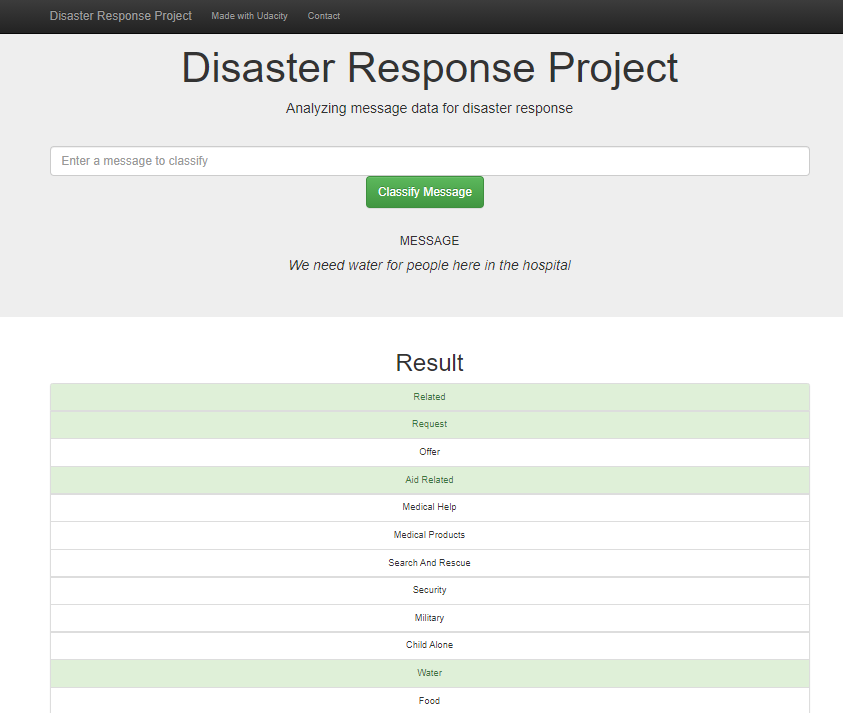 Disaster Response Project Made with Udacity Contact
Disaster Response Project
Analyzing message data for disaster response
Enter a message to classify
Classify Message
MESSAGE
We need water for people here in the hospital
Result
Related
Request
Offer
Aid Related
Medical Help
Medical Products
Search And Rescue
Security
Military
Child Alone
Water
Food